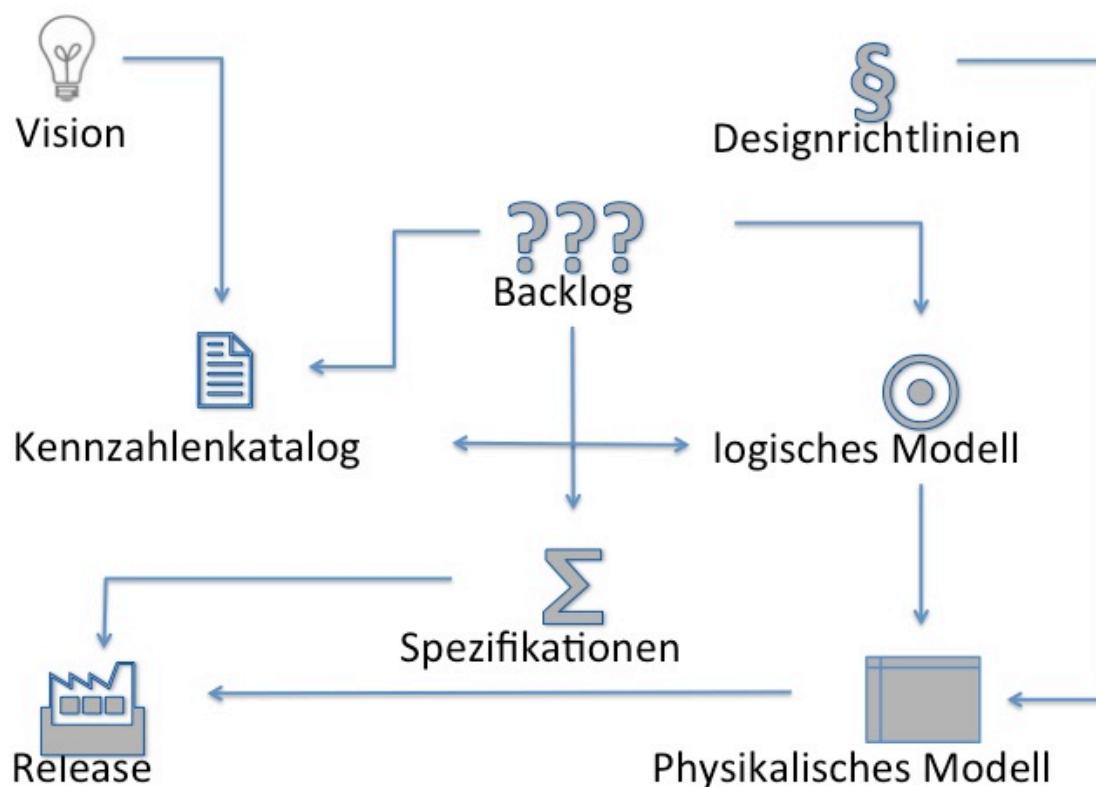 Vision
§
Designrichtlinien
???
Backlog
Kennzahlenkatalog
logisches Modell
Σ
Spezifikationen
Release
Physikalisches Modell